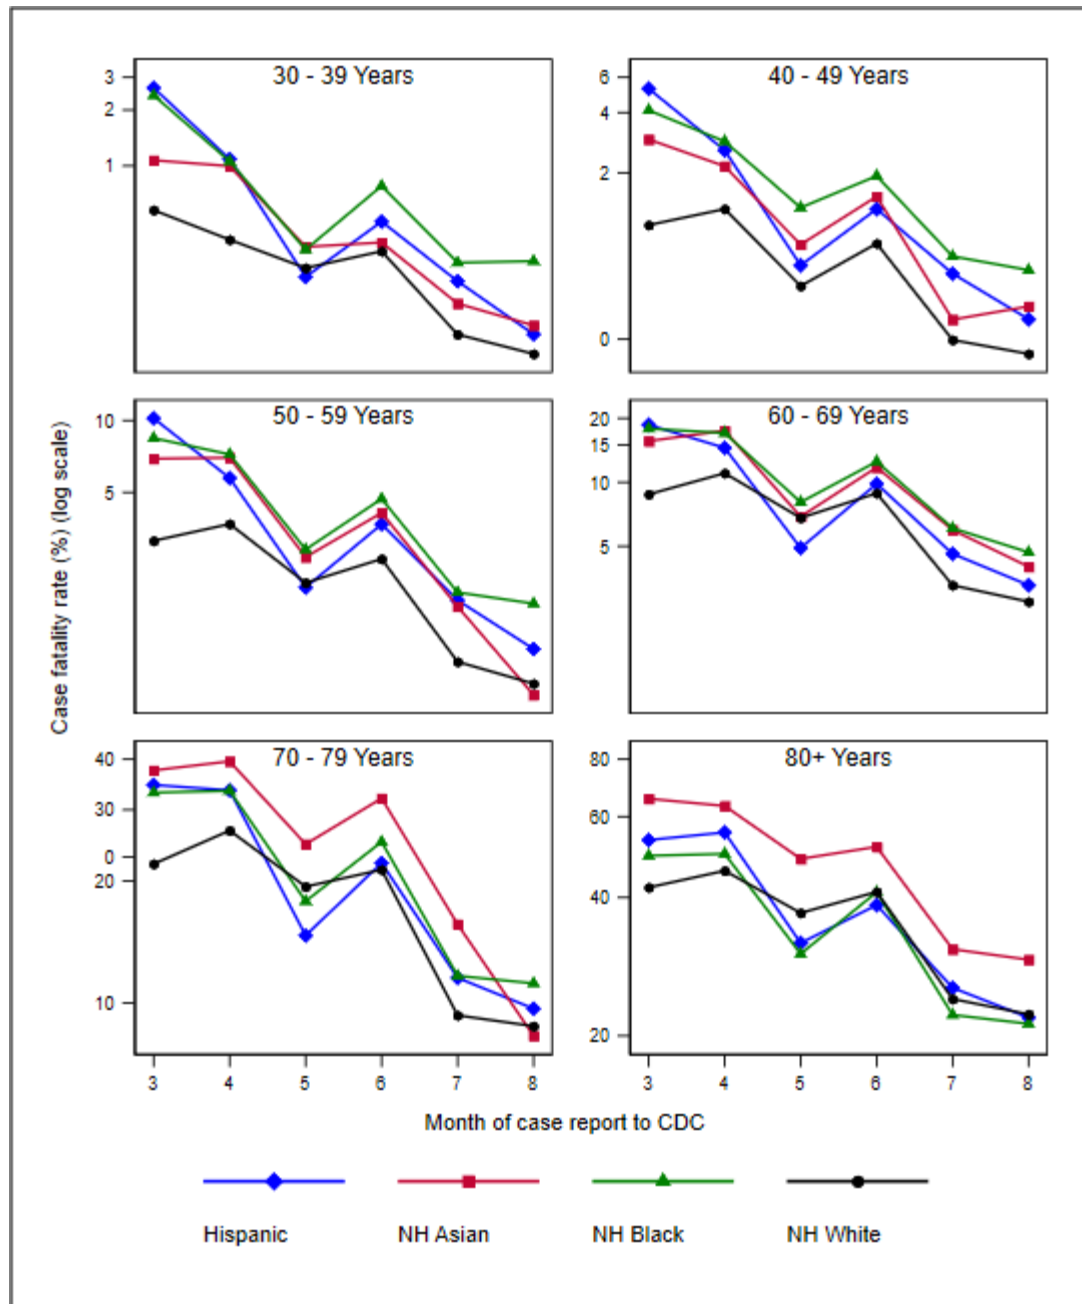 30 - 39 Years
3
2
1
40 - 49 Years
6
4
2
0
50 - 59 Years
10
5
60 - 69 Years
20
15
10
5
70 - 79 Years
40
30
0
20
10
80+ Years
80
60
40
20
Case fatality rate (%) (log scale)
3 4 5 6 7 8
3 4 5 6 7 8
Month of case report to CDC
Hispanic NH Asian NH Black NH White